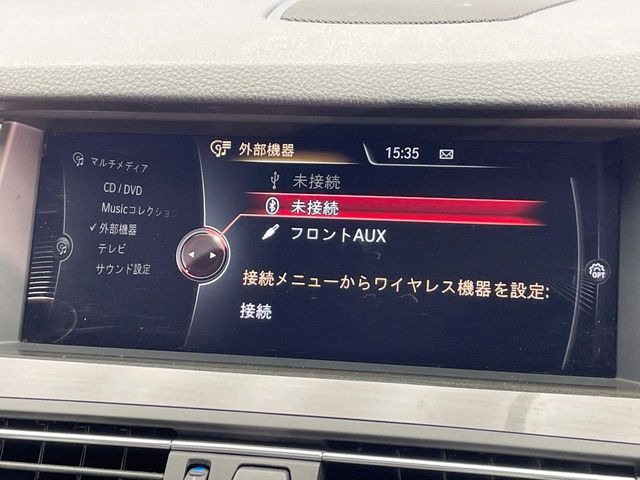 外部機器
15:35
マルチメディア
CD / DVD
Musicコレクション
✓外部機器
テレビ
サウンド設定
未接続
未接続
フロントAUX
接続メニューからワイヤレス機器を設定:
接続
OPT